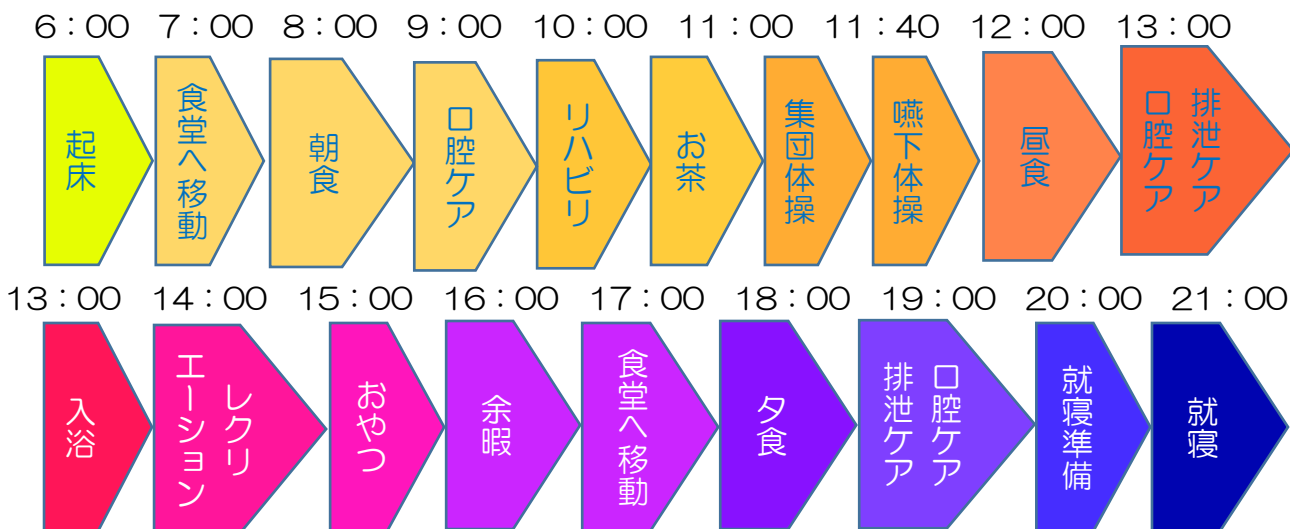 6：00 7：00 8：00 9：00 10：00 11：00 11：40 12：00 13：00
起床
食堂へ移動
朝食
口腔ケア
リハビリ
お茶
集団体操
嚥下体操
昼食
排泄ケア
口腔ケア
13：00 14：00 15：00 16：00 17：00 18：00 19：00 20：00 21：00
入浴
レクリ
エーション
おやつ
余暇
食堂へ移動
夕食
口腔ケア
排泄ケア
就寝準備
就寝